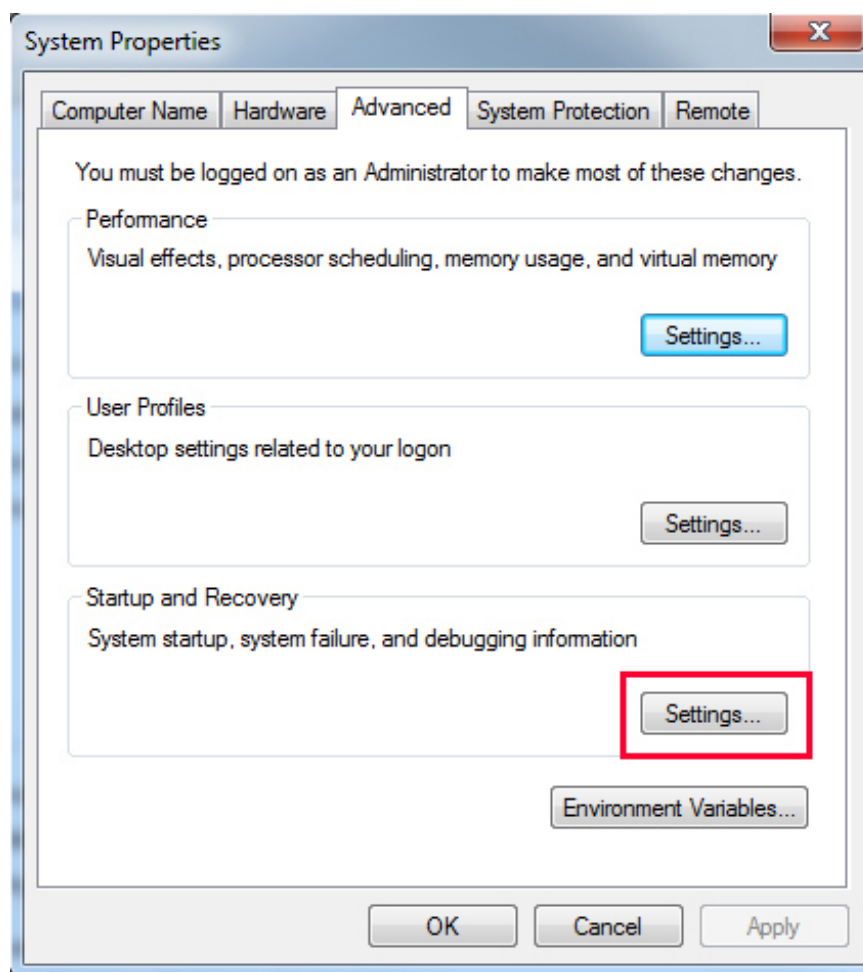 System Properties
Computer Name Hardware Advanced System Protection Remote
You must be logged on as an Administrator to make most of these changes.
Performance
Visual effects, processor scheduling, memory usage, and virtual memory
Settings...
User Profiles
Desktop settings related to your logon
Settings...
Startup and Recovery
System startup, system failure, and debugging information
Settings...
Environment Variables...
OK Cancel Apply